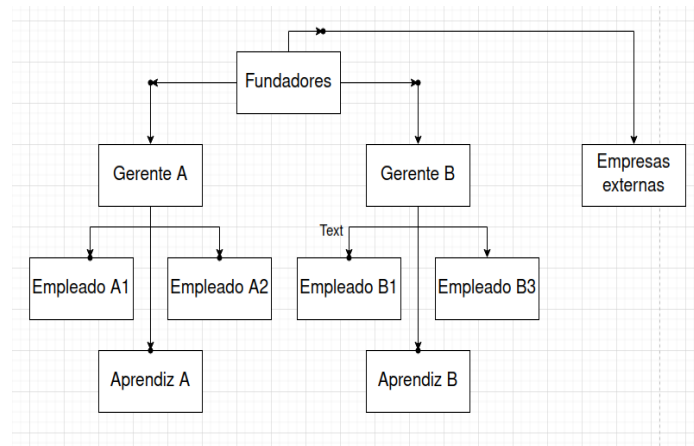 Fundadores
Gerente A
Gerente B
Empresas
externas
Text
Empleado A1
Empleado A2
Empleado B1
Empleado B3
Aprendiz A
Aprendiz B